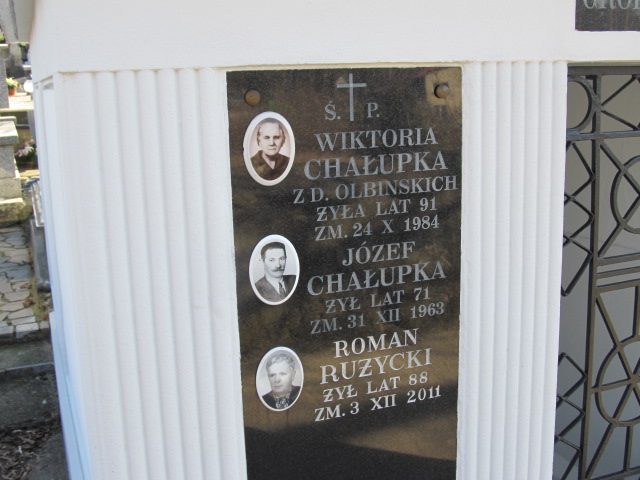 Ś. P.
WIKTORIA
CHAŁUPKA
Z D. OLBINSKICH
ŻYŁA LAT 91
ZM. 24 X 1984
JÓZEF
CHAŁUPKA
ŻYŁ LAT 71
ZM. 31 XII 1963
ROMAN
RUŻYCKI
ŻYŁ LAT 88
ZM. 3 XII 2011